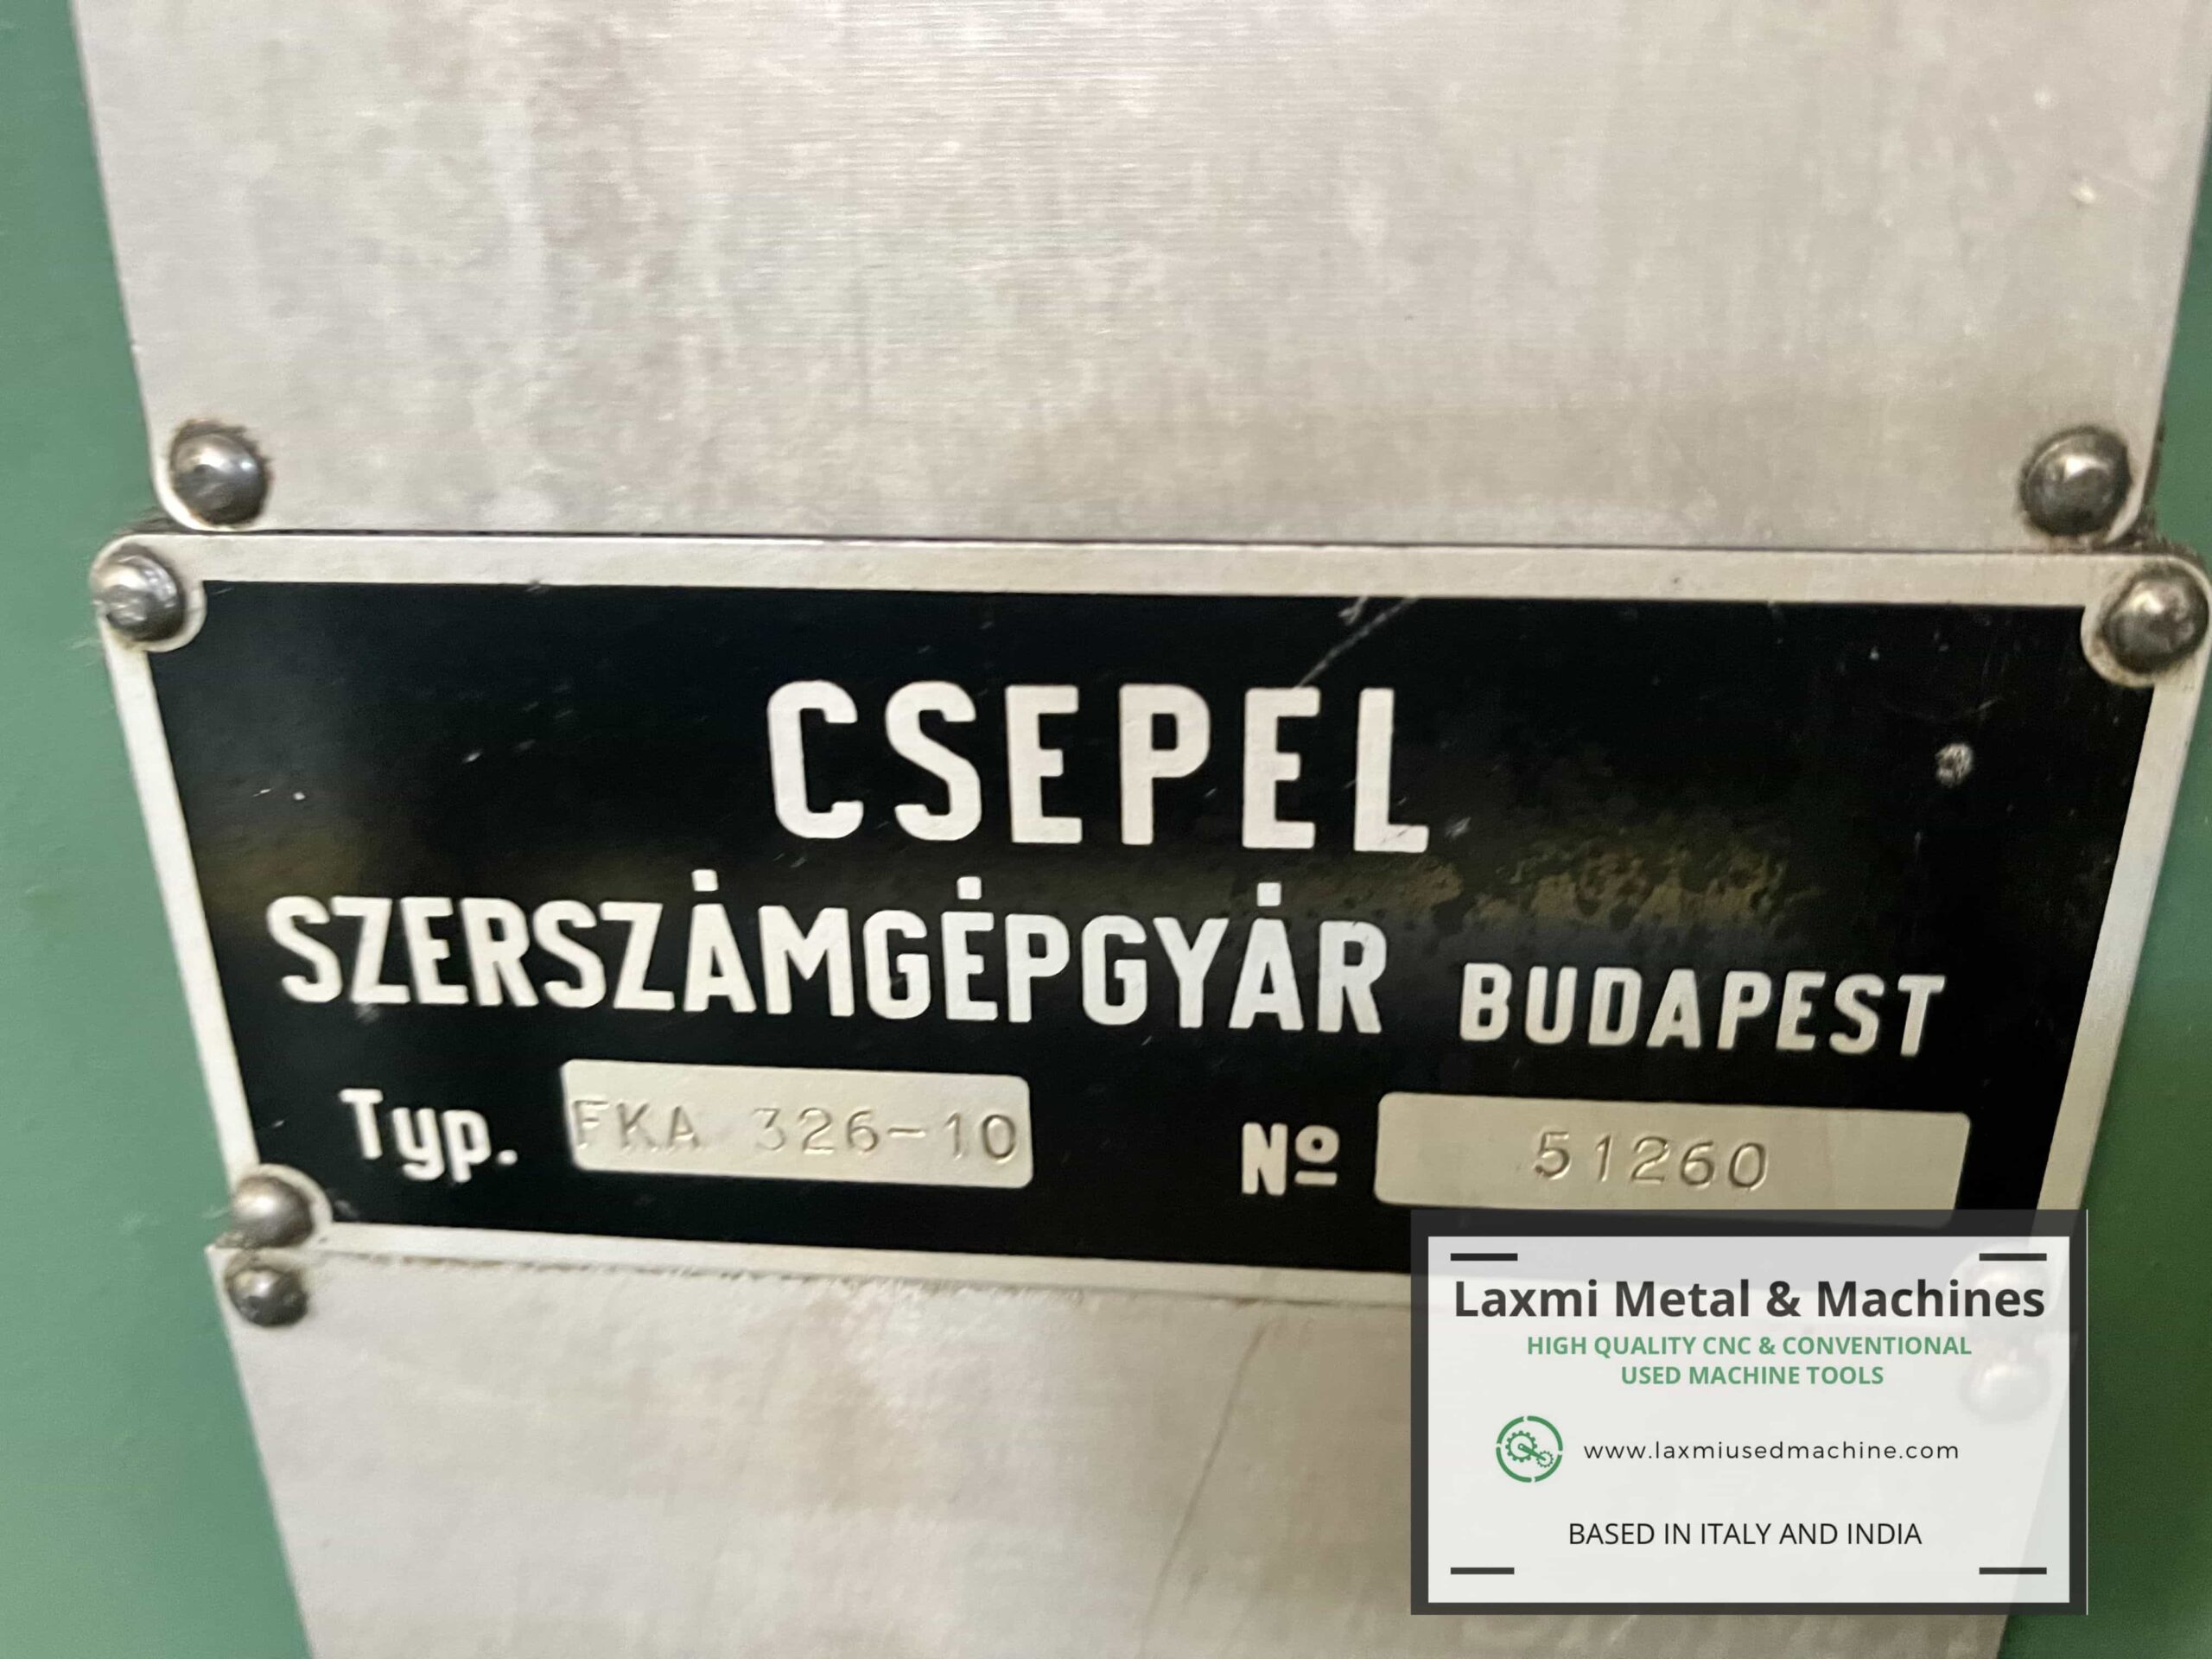 CSEPEL
SZERSZÁMGÉPGYÁR BUDAPEST
Typ. FKA 326-10 Nº 51260
Laxmi Metal & Machines
HIGH QUALITY CNC & CONVENTIONAL
USED MACHINE TOOLS
www.laxmiusedmachine.com
BASED IN ITALY AND INDIA